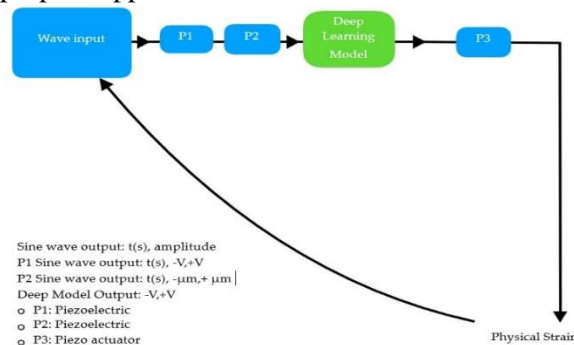 Wave input
P1
P2
Deep
Learning
Model
P3
Sine wave output: t(s), amplitude
P1 Sine wave output: t(s), -V,+V
P2 Sine wave output: t(s), -μm,+ μm
Deep Model Output: -V,+V
o P1: Piezoelectric
o P2: Piezoelectric
o P3: Piezo actuator
Physical Strain